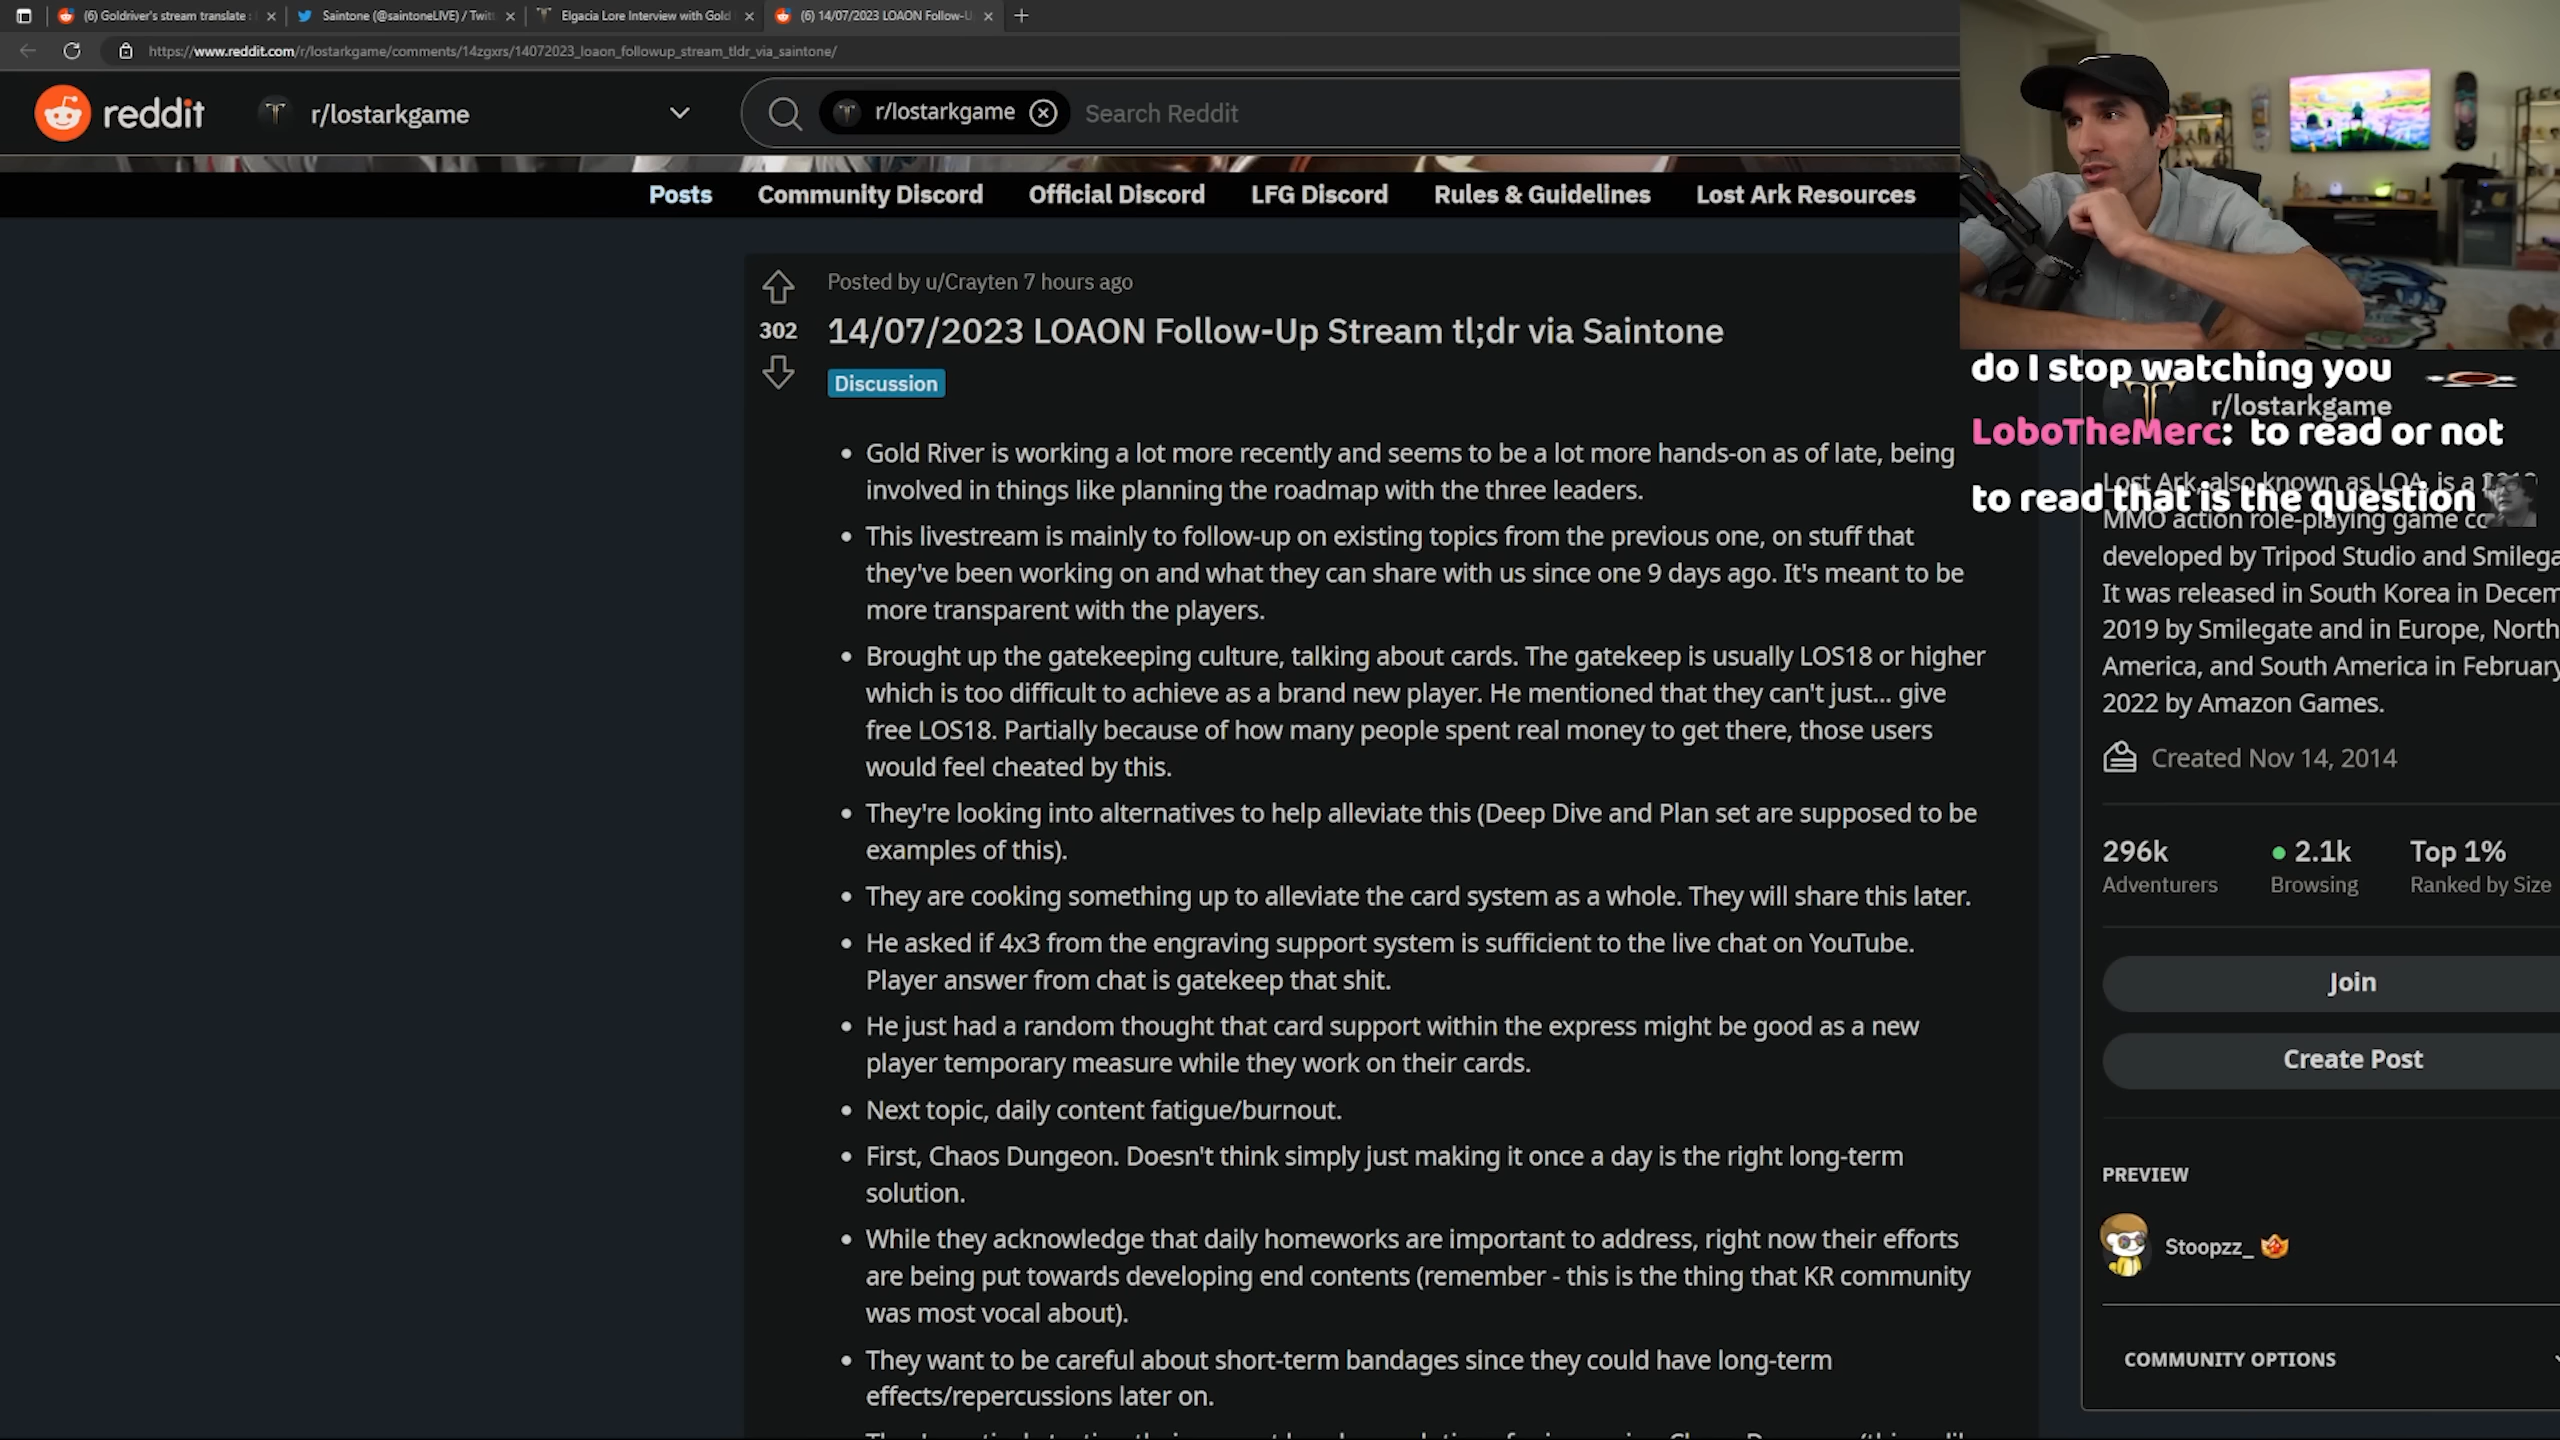 (6) Goldriver's stream translate :
Saintone (@saintoneLIVE) / Twitt
Elgacia Lore Interview with Gold
(6) 14/07/2023 LOAON Follow-U
https://www.reddit.com/r/lostarkgame/comments/14zgxrs/14072023_loaon_followup_stream_tldr_via_saintone/
reddit r/lostarkgame r/lostarkgame Search Reddit
Posts Community Discord Official Discord LFG Discord Rules & Guidelines Lost Ark Resources
Posted by u/Crayten 7 hours ago
302
14/07/2023 LOAON Follow-Up Stream tl;dr via Saintone
Discussion
• Gold River is working a lot more recently and seems to be a lot more hands-on as of late, being
involved in things like planning the roadmap with the three leaders.
• This livestream is mainly to follow-up on existing topics from the previous one, on stuff that
they've been working on and what they can share with us since one 9 days ago. It's meant to be
more transparent with the players.
• Brought up the gatekeeping culture, talking about cards. The gatekeep is usually LOS18 or higher
which is too difficult to achieve as a brand new player. He mentioned that they can't just... give
free LOS18. Partially because of how many people spent real money to get there, those users
would feel cheated by this.
• They're looking into alternatives to help alleviate this (Deep Dive and Plan set are supposed to be
examples of this).
• They are cooking something up to alleviate the card system as a whole. They will share this later.
• He asked if 4x3 from the engraving support system is sufficient to the live chat on YouTube.
Player answer from chat is gatekeep that shit.
• He just had a random thought that card support within the express might be good as a new
player temporary measure while they work on their cards.
• Next topic, daily content fatigue/burnout.
• First, Chaos Dungeon. Doesn't think simply just making it once a day is the right long-term
solution.
• While they acknowledge that daily homeworks are important to address, right now their efforts
are being put towards developing end contents (remember - this is the thing that KR community
was most vocal about).
• They want to be careful about short-term bandages since they could have long-term
effects/repercussions later on.
do I stop watching you
r/lostarkgame
LoboTheMerc: to read or not
to read that is the question
Lost Ark, also known as LOA, is a
MMO action role-playing game
developed by Tripod Studio and Smilega
It was released in South Korea in Decem
2019 by Smilegate and in Europe, North
America, and South America in February
2022 by Amazon Games.
Created Nov 14, 2014
296k 2.1k Top 1%
Adventurers Browsing Ranked by Size
Join
Create Post
PREVIEW
Stoopzz_
COMMUNITY OPTIONS